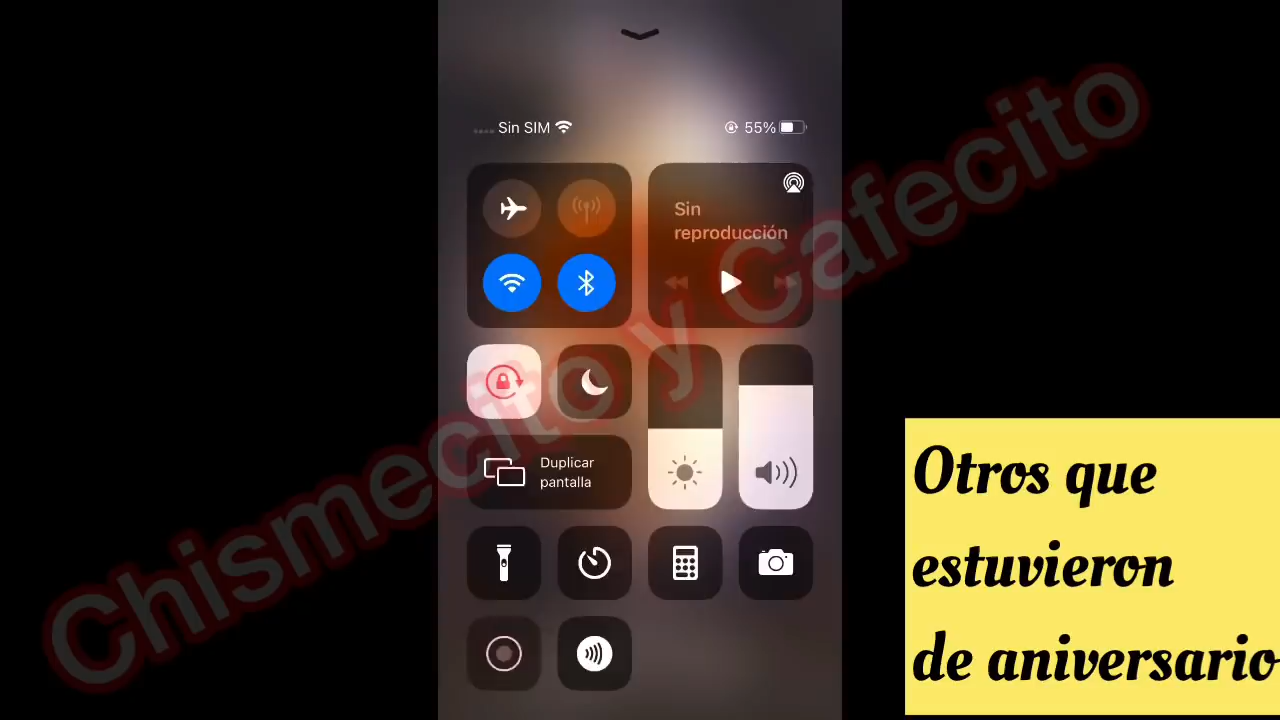 Sin SIM
55%
Sin
reproducción
Duplicar
pantalla
Chismecito y Cafecito
Otros que
estuvieron
de aniversario